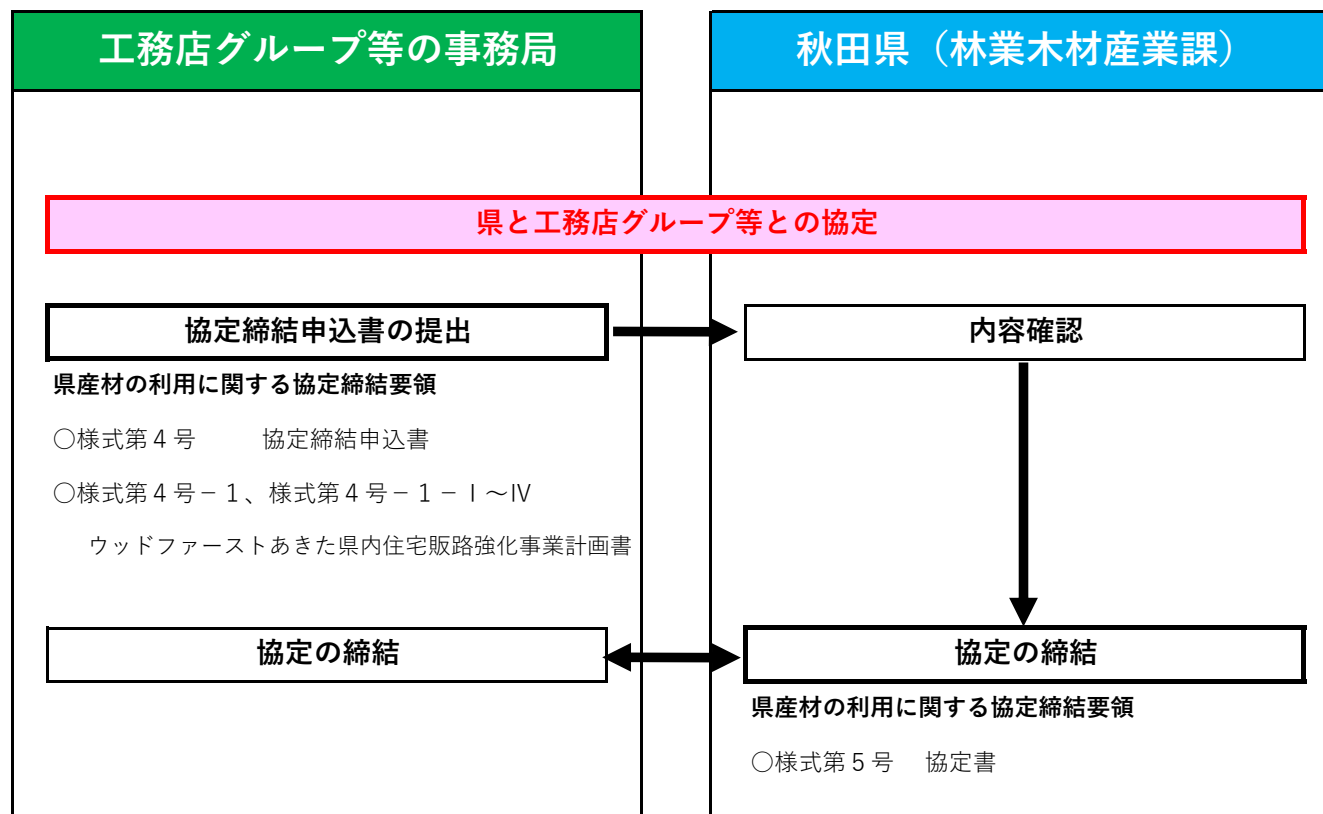 工務店グループ等の事務局
秋田県（林業木材産業課）
県と工務店グループ等との協定
協定締結申込書の提出
内容確認
県産材の利用に関する協定締結要領
○様式第４号　　　協定締結申込書
○様式第４号－１、様式第４号－１－Ⅰ～Ⅳ
ウッドファーストあきた県内住宅販路強化事業計画書
協定の締結
協定の締結
県産材の利用に関する協定締結要領
○様式第５号　協定書